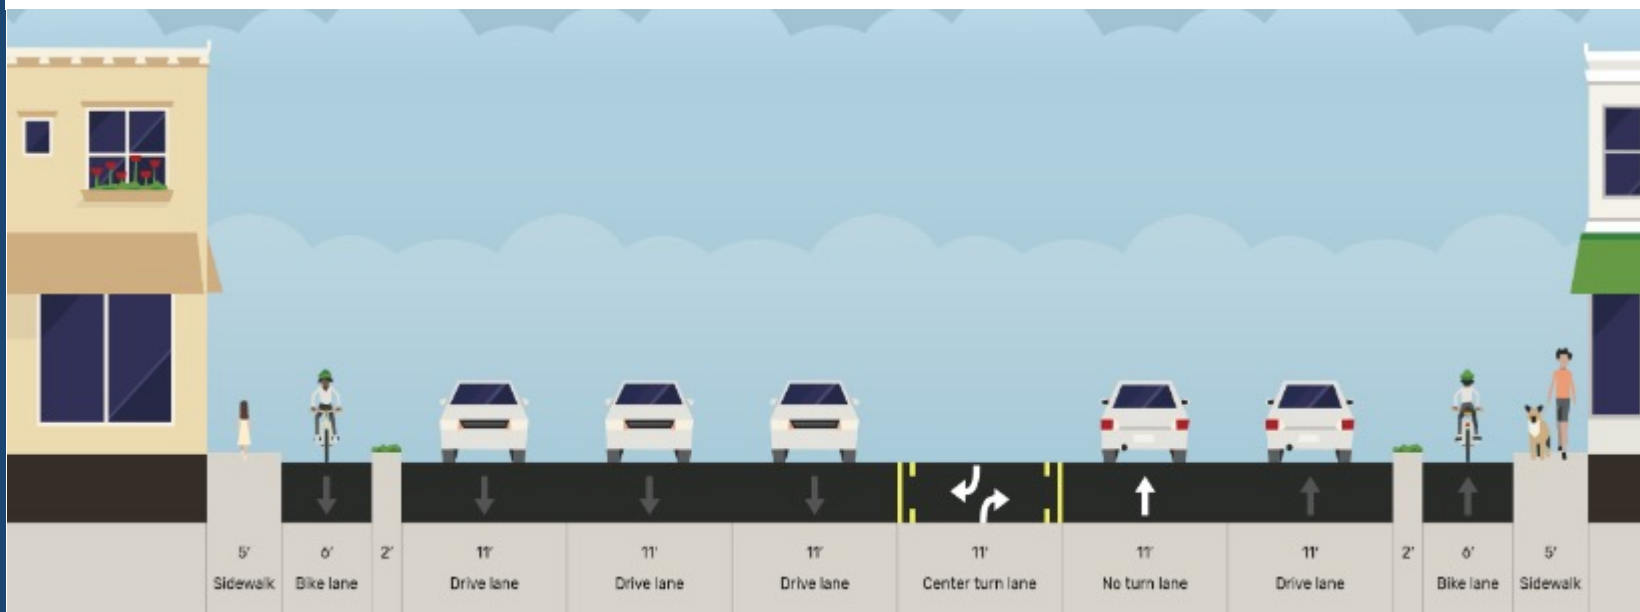 5' 6' 2' 11' 11' 11' 11' 11' 11' 2' 6' 5'
Sidewalk Bike lane Drive lane Drive lane Drive lane Center turn lane No turn lane Drive lane Bike lane Sidewalk